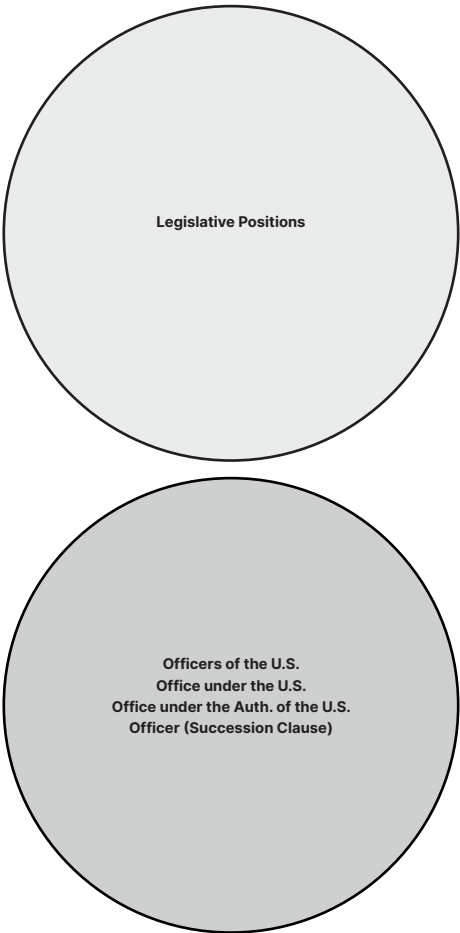 Legislative Positions
Officers of the U.S.
Office under the U.S.
Office under the Auth. of the U.S.
Officer (Succession Clause)